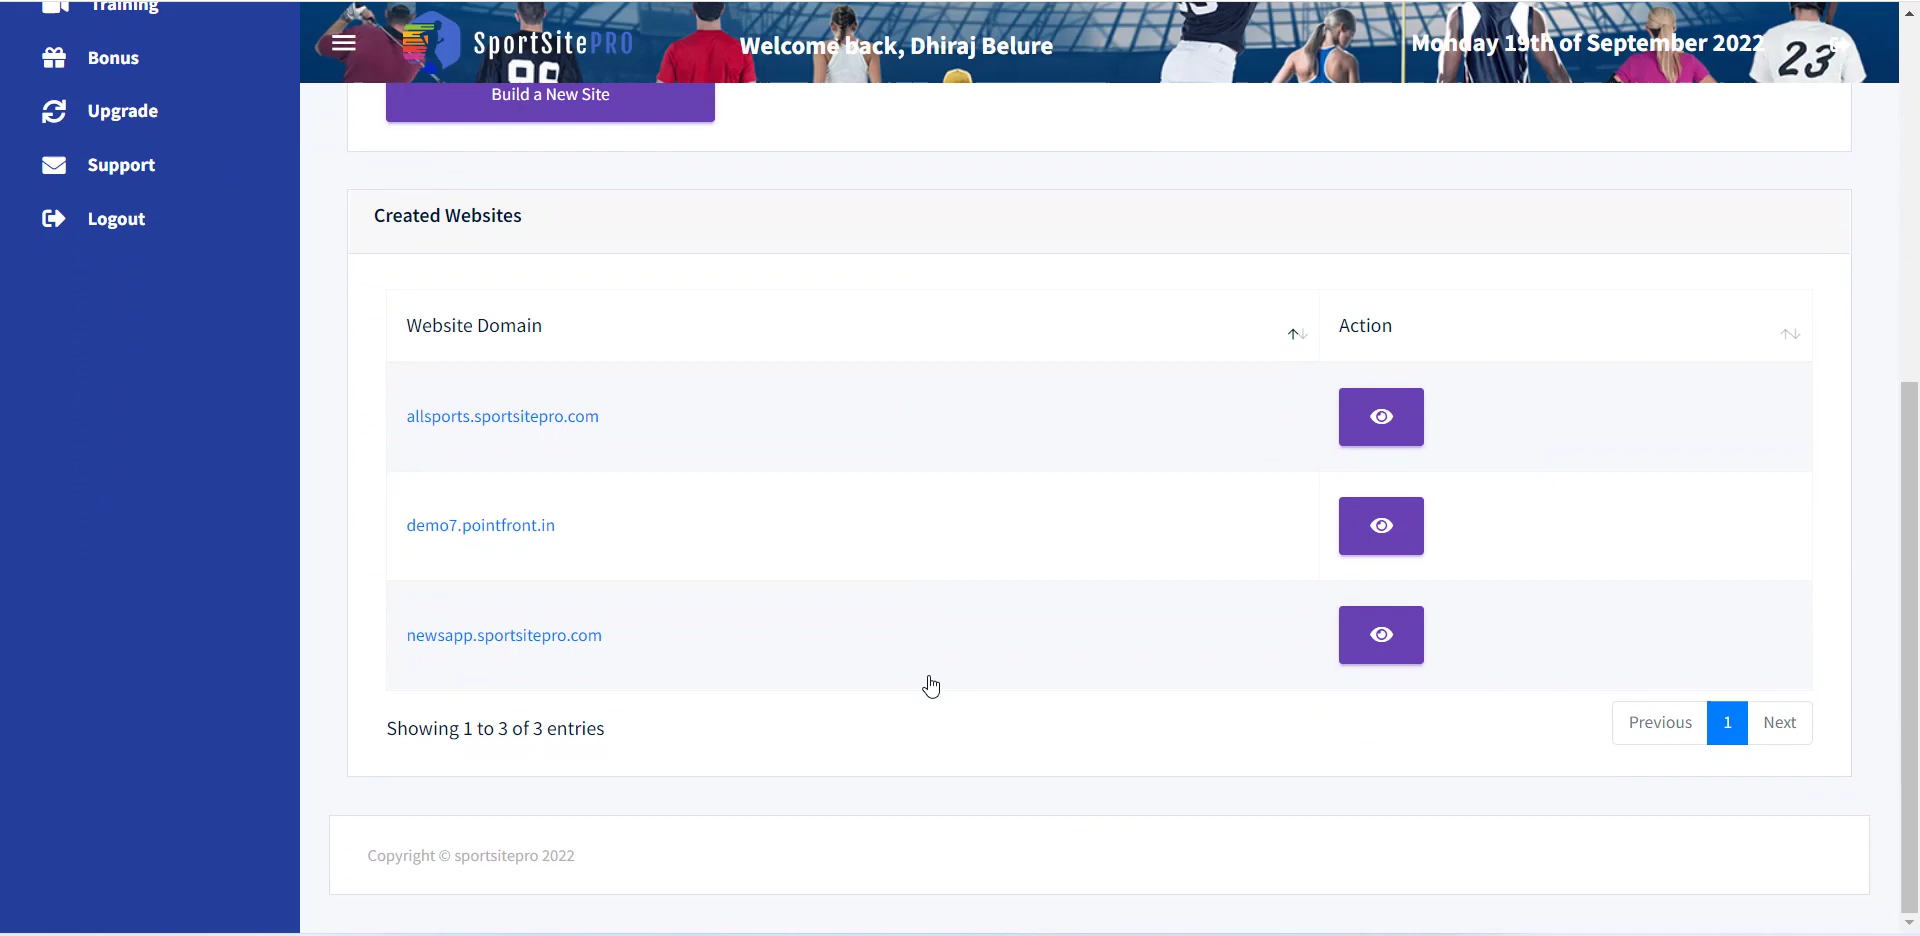 Training
Bonus
Upgrade
Support
Logout
SportSitePRO
Welcome back, Dhiraj Belure
Monday 19th of September 2022
23
Build a New Site
Created Websites
Website Domain
Action
allsports.sportsitepro.com
demo7.pointfront.in
newsapp.sportsitepro.com
Showing 1 to 3 of 3 entries
Previous
1
Next
Copyright © sportsitepro 2022